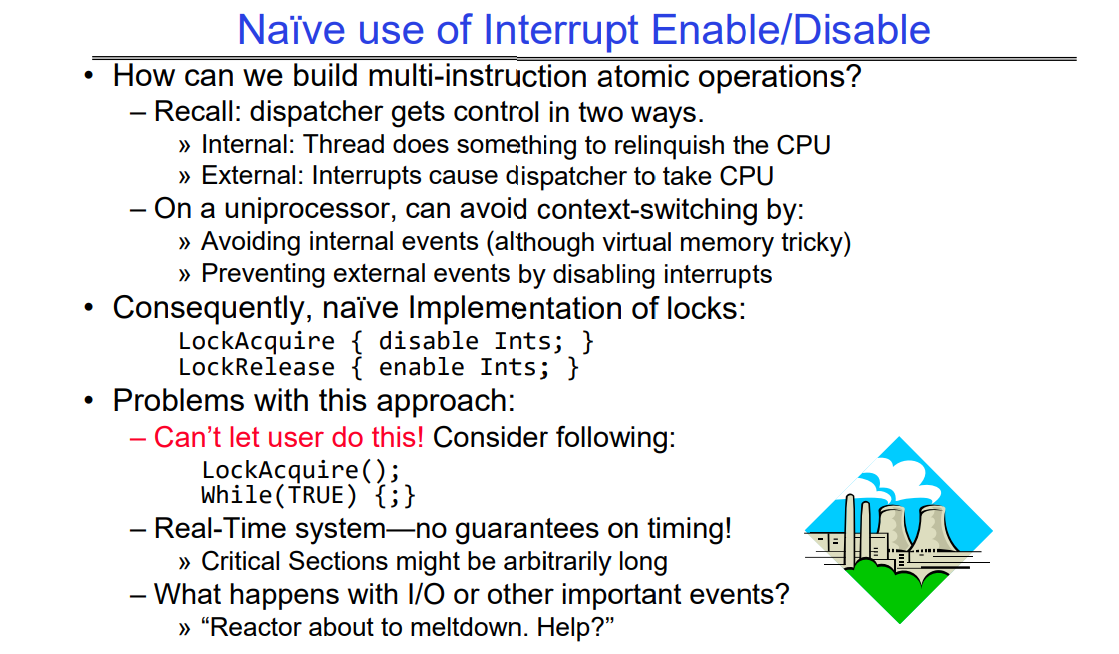 Naïve use of Interrupt Enable/Disable
• How can we build multi-instruction atomic operations?
– Recall: dispatcher gets control in two ways.
» Internal: Thread does something to relinquish the CPU
» External: Interrupts cause dispatcher to take CPU
– On a uniprocessor, can avoid context-switching by:
» Avoiding internal events (although virtual memory tricky)
» Preventing external events by disabling interrupts
• Consequently, naïve Implementation of locks:
LockAcquire { disable Ints; }
LockRelease { enable Ints; }
• Problems with this approach:
– Can’t let user do this! Consider following:
LockAcquire();
While(TRUE) {;}
– Real-Time system—no guarantees on timing!
» Critical Sections might be arbitrarily long
– What happens with I/O or other important events?
» “Reactor about to meltdown. Help?”